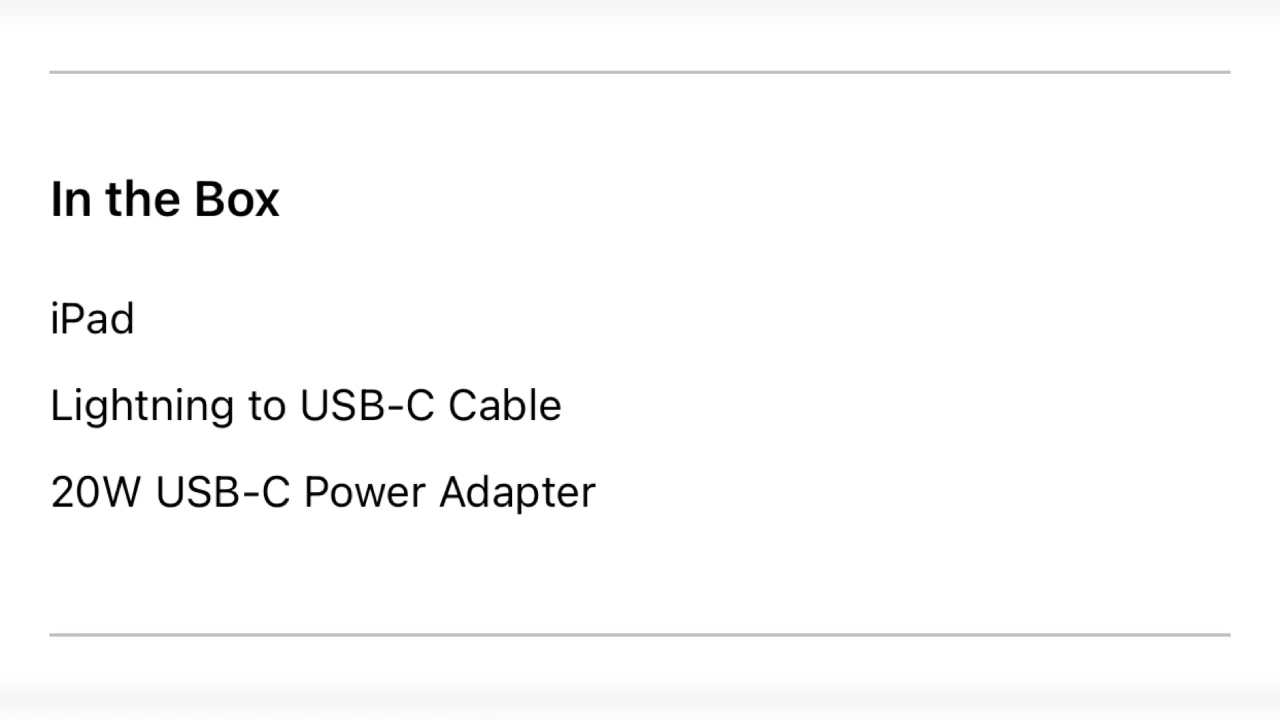 In the Box
iPad
Lightning to USB-C Cable
20W USB-C Power Adapter